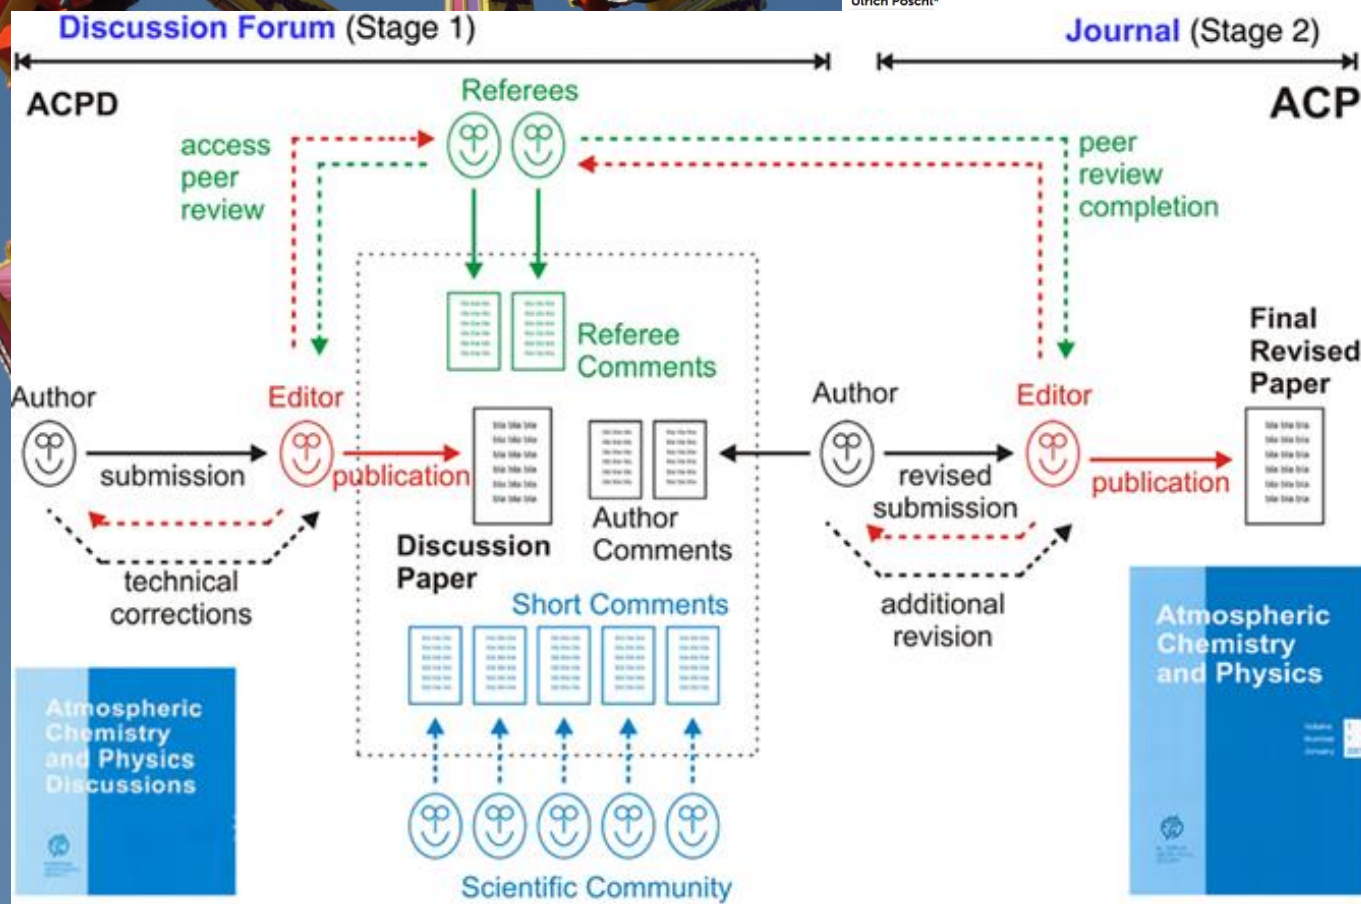 Ulrich Pöschl*
Discussion Forum (Stage 1)
Journal (Stage 2)
ACPD
Referees
ACP
access
peer
review
peer
review
completion
Referee
Comments
Final
Revised
Paper
Author
Editor
Author
Editor
submission
publication
revised
submission
publication
Author
Comments
Discussion
Paper
technical
corrections
Short Comments
additional
revision
Atmospheric
Chemistry
and Physics
Discussions
Atmospheric
Chemistry
and Physics
Scientific Community